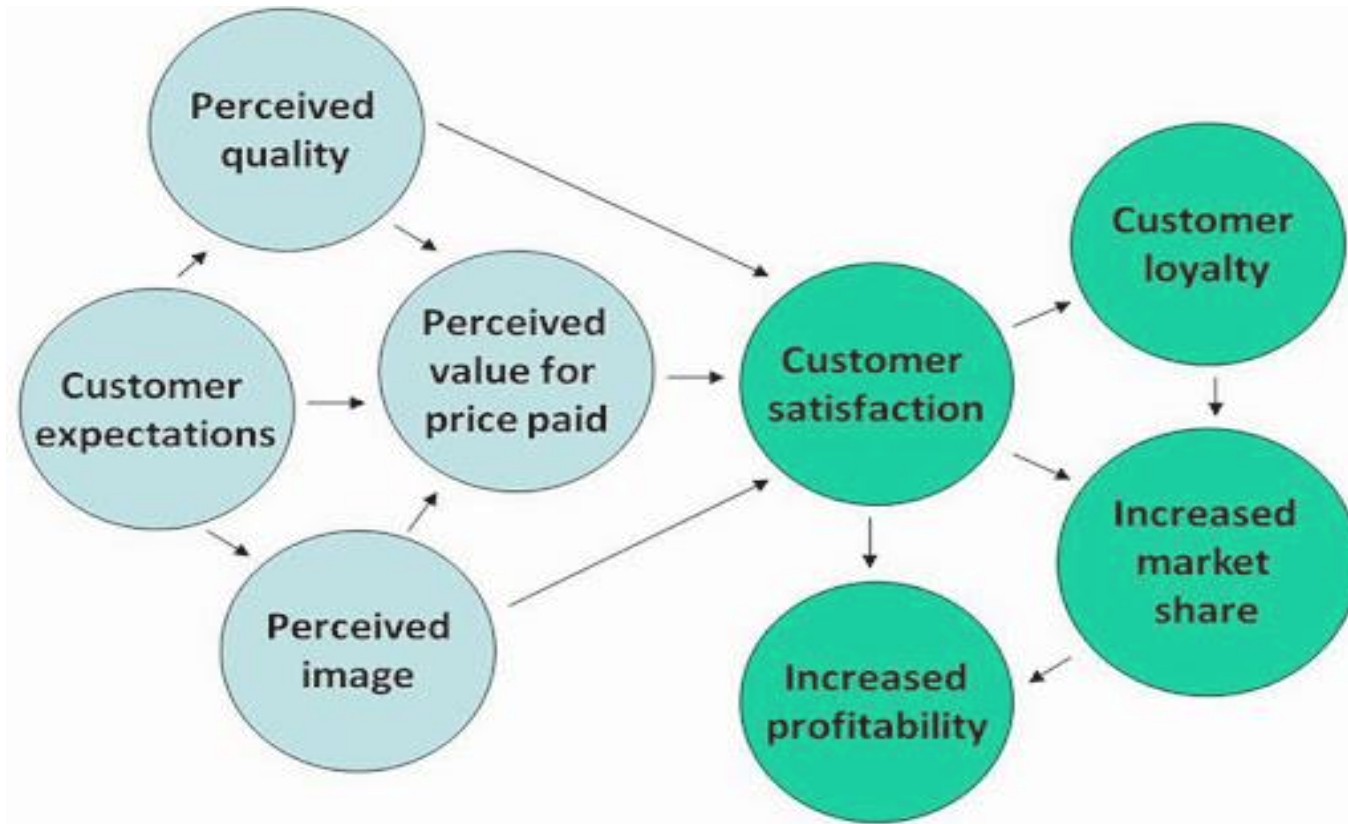 Perceived
quality
Customer
expectations
Perceived
value for
price paid
Perceived
image
Customer
satisfaction
Customer
loyalty
Increased
market
share
Increased
profitability